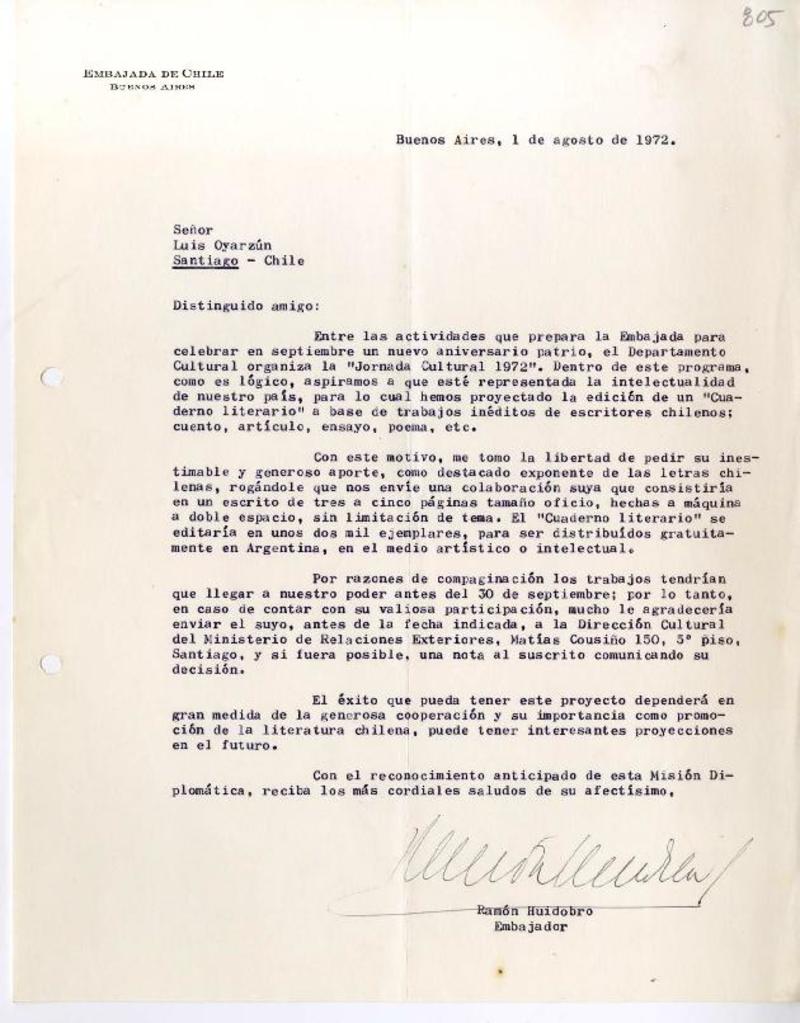 805
EMBAJADA DE CHILE
BUENOS AIRES
Buenos Aires, 1 de agosto de 1972.
Señor
Luis Oyarzún
Santiago - Chile
Distinguido amigo:
Entre las actividades que prepara la Embajada para
celebrar en septiembre un nuevo aniversario patrio, el Departamento
Cultural organiza la "Jornada Cultural 1972". Dentro de este programa,
como es lógico, aspiramos a que esté representada la intelectualidad
de nuestro país, para lo cual hemos proyectado la edición de un "Cua-
derno literario" a base de trabajos inéditos de escritores chilenos;
cuento, artículo, ensayo, poema, etc.
Con este motivo, me tomo la libertad de pedir su ines-
timable y generoso aporte, como destacado exponente de las letras chi-
lenas, rogándole que nos envíe una colaboración suya que consistiría
en un escrito de tres a cinco páginas tamaño oficio, hechas a máquina
a doble espacio, sin limitación de tema. El "Cuaderno literario" se
editaría en unos dos mil ejemplares, para ser distribuídos gratuita-
mente en Argentina, en el medio artístico o intelectual.
Por razones de compaginación los trabajos tendrían
que llegar a nuestro poder antes del 30 de septiembre; por lo tanto,
en caso de contar con su valiosa participación, mucho le agradecería
enviar el suyo, antes de la fecha indicada, a la Dirección Cultural
del Ministerio de Relaciones Exteriores, Matías Cousiño 150, 5° piso,
Santiago, y si fuera posible, una nota al suscrito comunicando su
decisión.
El éxito que pueda tener este proyecto dependerá en
gran medida de la generosa cooperación y su importancia como promo-
ción de la literatura chilena, puede tener interesantes proyecciones
en el futuro.
Con el reconocimiento anticipado de esta Misión Di-
plomática, reciba los más cordiales saludos de su afectísimo,
Ramón Huidobro
Embajador